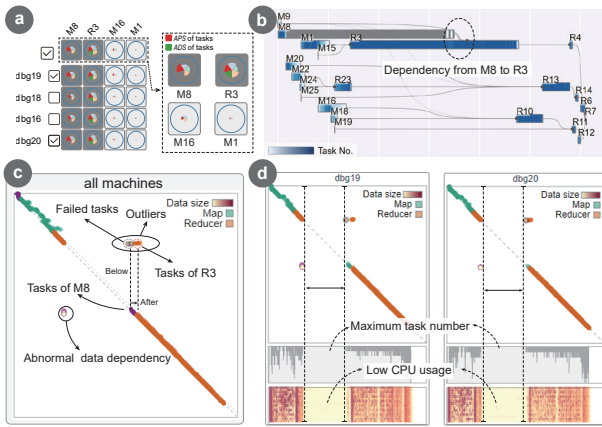 a
M8 R3 M16 M1
dbg19
dbg18
dbg16
dbg20
APS of tasks
ADS of tasks
M8 R3
M16 M1
b
M9
M8
M1
M15
R3
R4
M20
M22
M24
M25
R23
M16
M18
M19
R10
R13
R14
R6
R7
R11
R12
Dependency from M8 to R3
Task No.
c
all machines
Data size
Map
Reducer
Failed tasks
Outliers
Below
Tasks of R3
Tasks of M8
After
Abnormal data dependency
d
dbg19
Data size
Map
Reducer
dbg20
Data size
Map
Reducer
Maximum task number
Low CPU usage